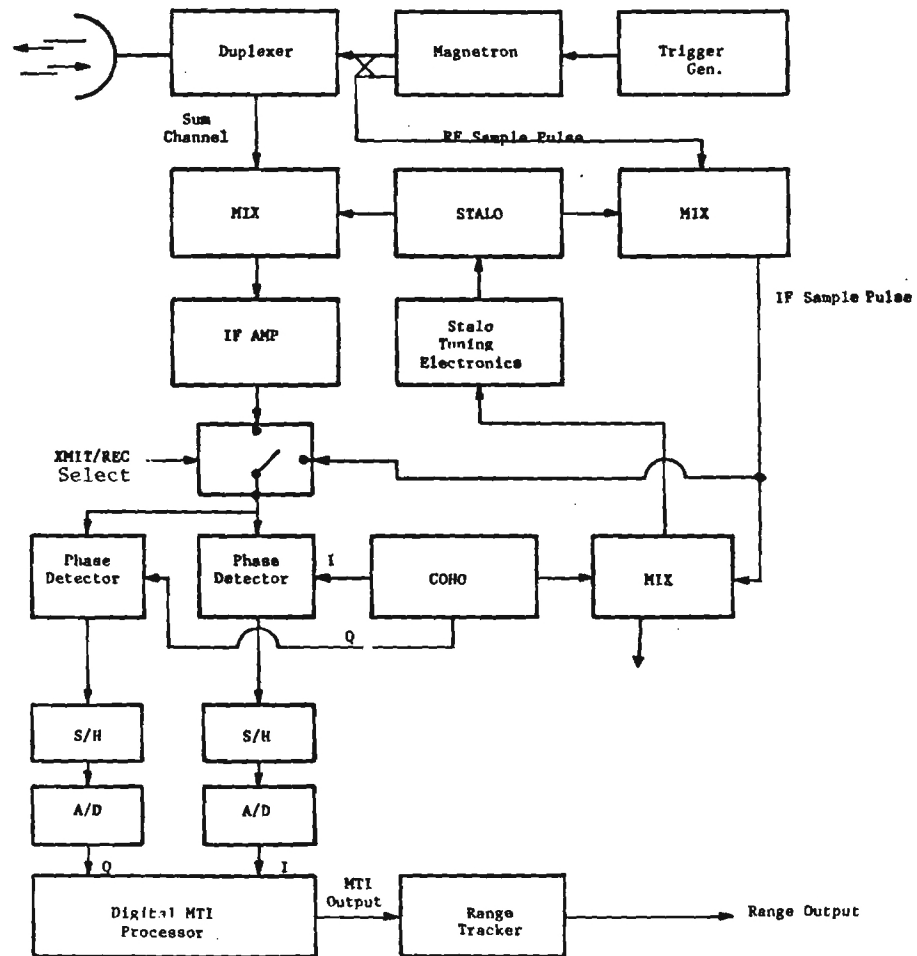 Duplexer
Magnetron
Trigger
Gen.
Sum
Channel
RF Sample Pulse
MIX
STALO
MIX
IF Sample Pulse
IF AMP
Stalo
Tuning
Electronics
XMIT/REC
Select
Phase
Detector
Phase
Detector
I
COHO
MIX
Q
S/H
S/H
A/D
A/D
Q
I
Digital MTI
Processor
MTI
Output
Range
Tracker
Range Output